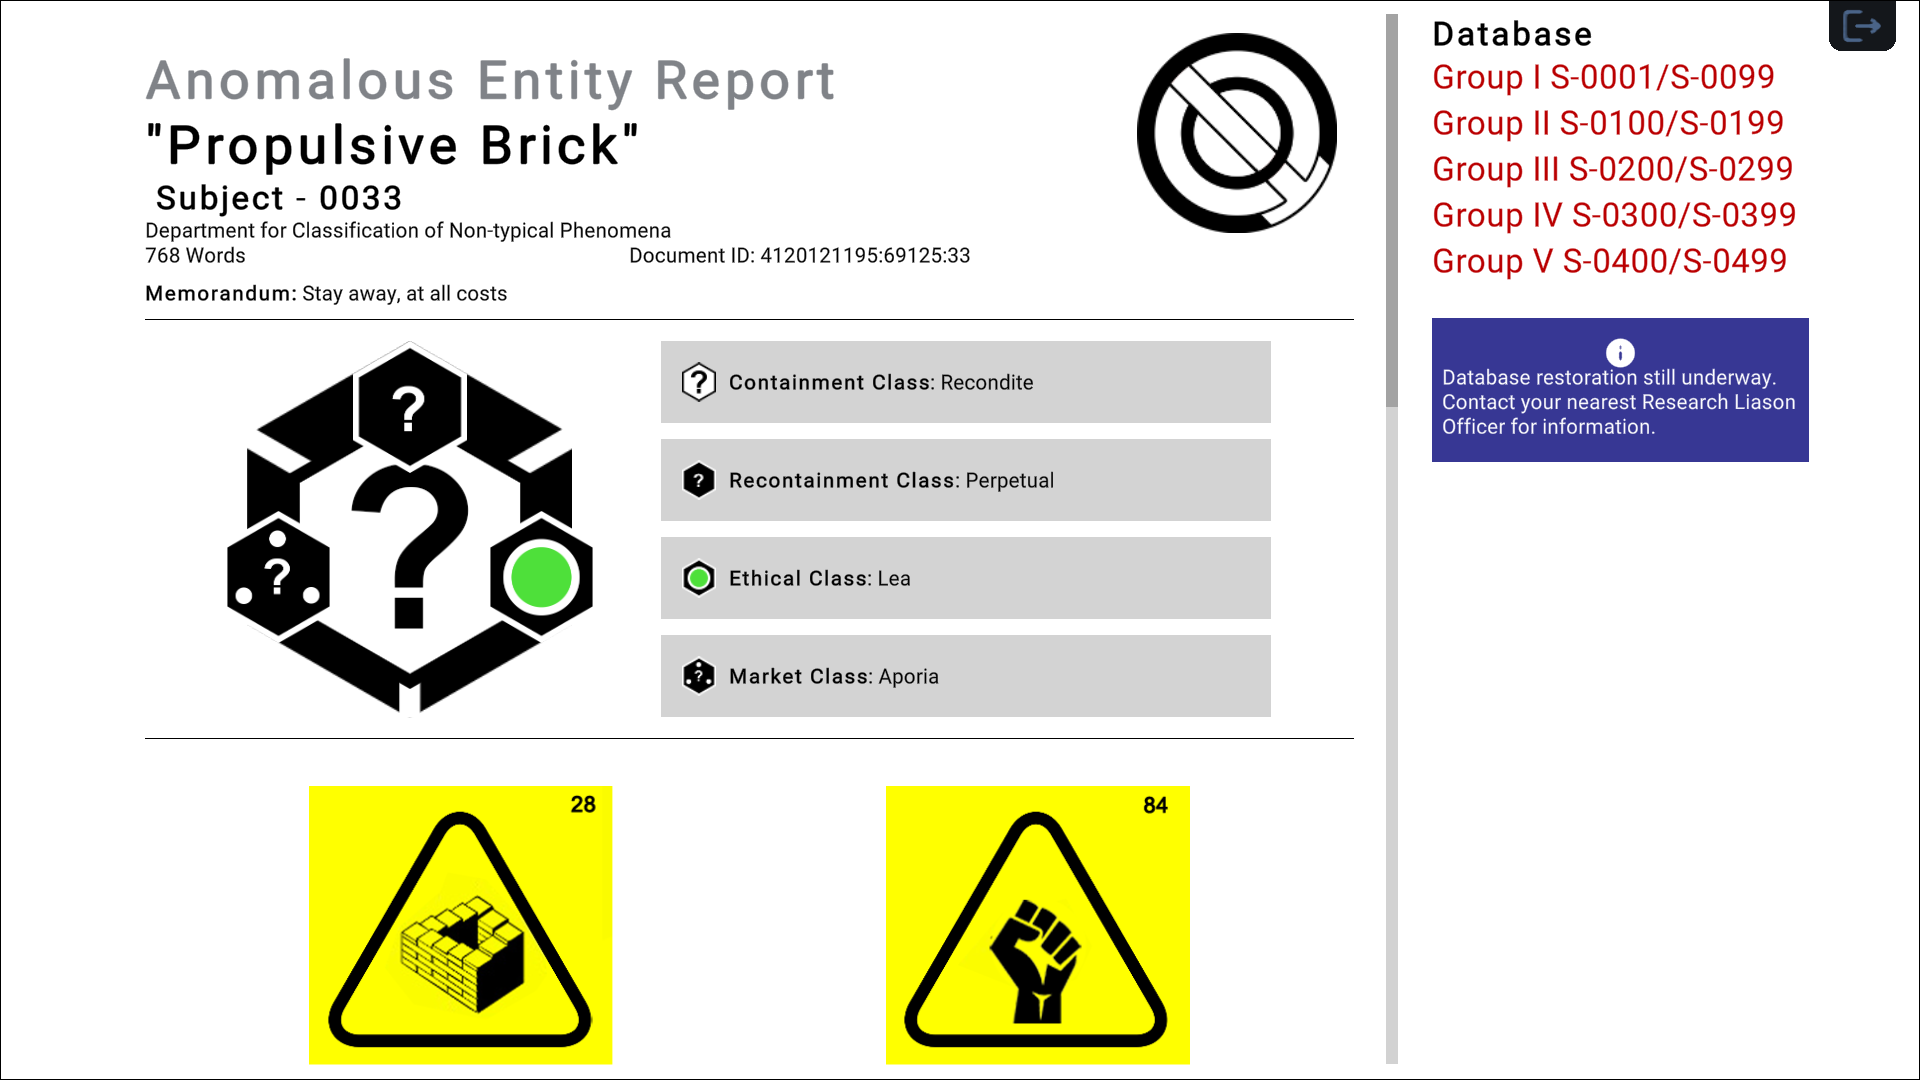 Anomalous Entity Report
"Propulsive Brick"
Subject - 0033
Department for Classification of Non-typical Phenomena
768 Words
Document ID: 4120121195:69125:33
Memorandum: Stay away, at all costs
?
?
?
? Containment Class: Recondite
? Recontainment Class: Perpetual
Ethical Class: Lea
? Market Class: Aporia
28
84
Database
Group I S-0001/S-0099
Group II S-0100/S-0199
Group III S-0200/S-0299
Group IV S-0300/S-0399
Group V S-0400/S-0499
i
Database restoration still underway.
Contact your nearest Research Liason
Officer for information.